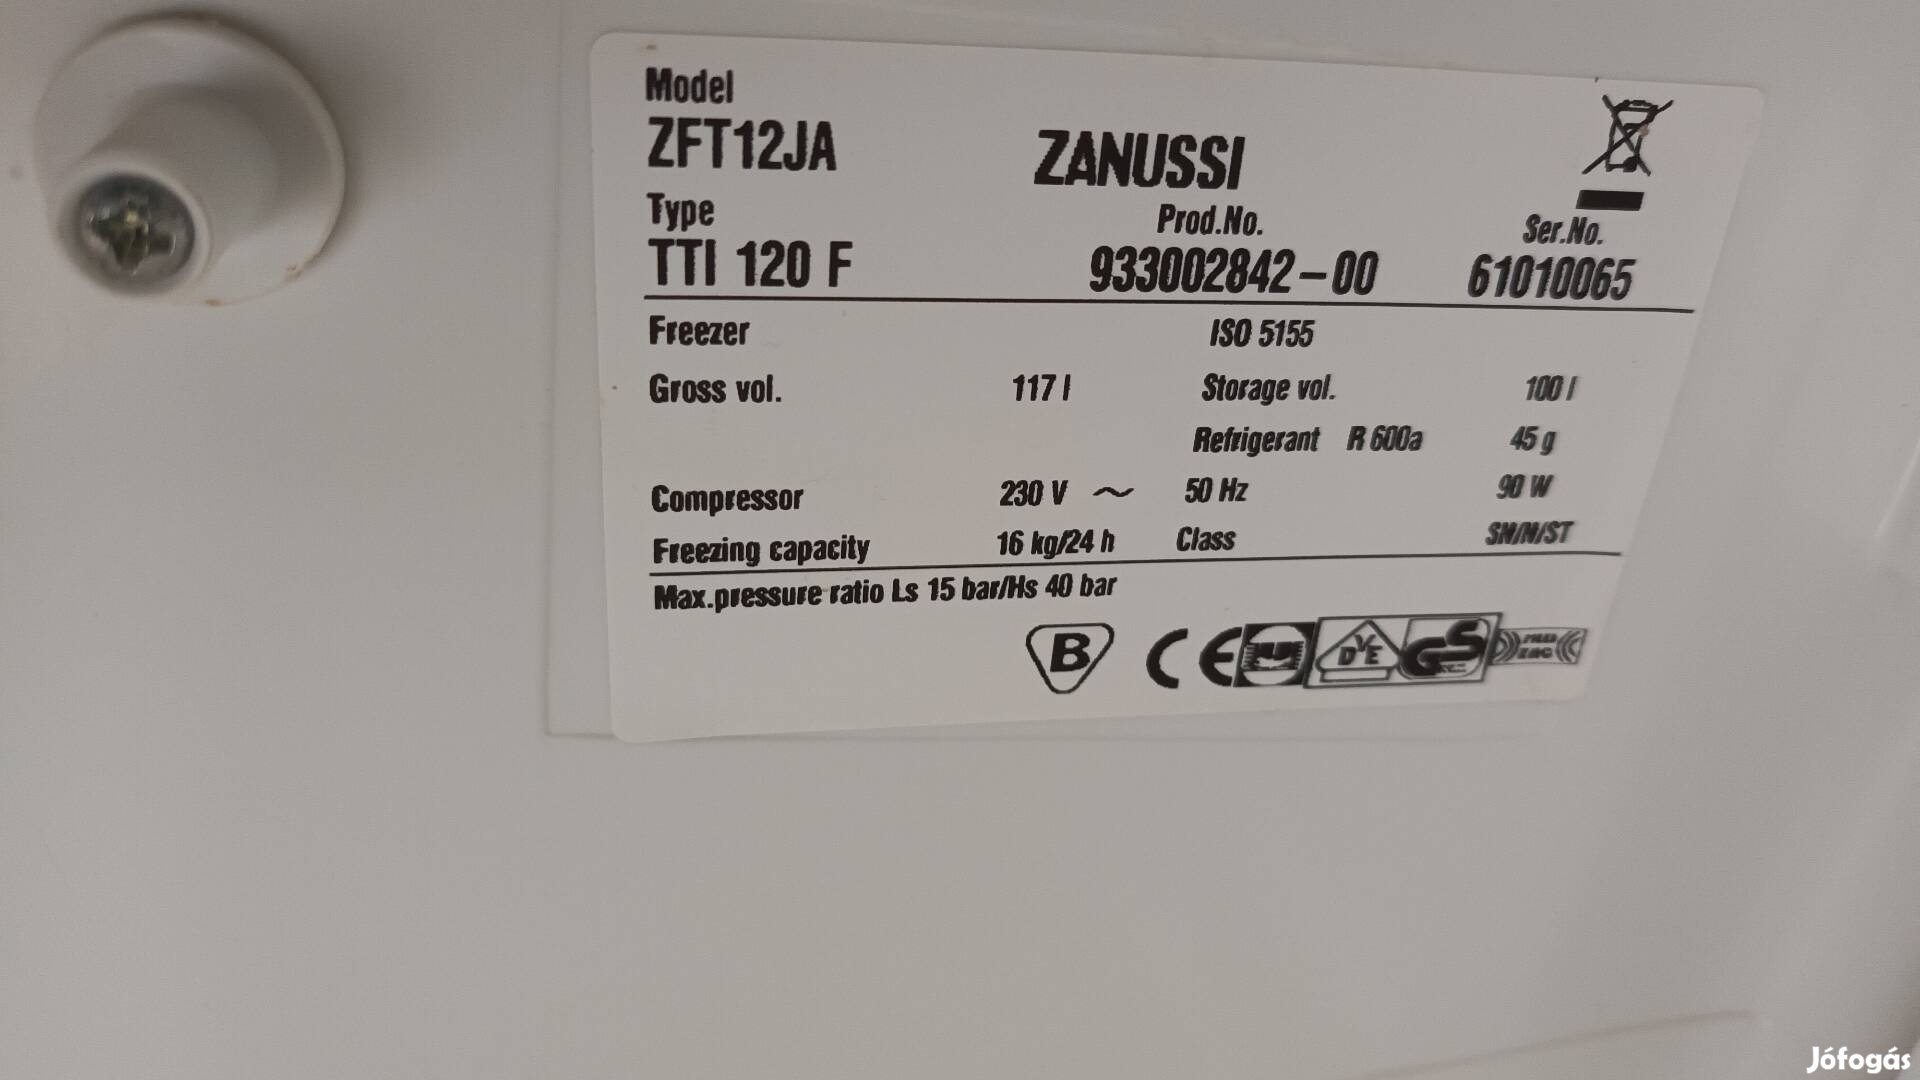 Model
ZFT12JA
ZANUSSI
Type
Prod.No.
Ser.No.
TTI 120 F
933002842-00
61010065
Freezer ISO 5155
Gross vol. 117 l Storage vol. 100 l
Refrigerant R 600a 45 g
Compressor 230 V ~ 50 Hz 90 W
Freezing capacity 16 kg/24 h Class SN/N/ST
Max.pressure ratio Ls 15 bar/Hs 40 bar
B CE DVE GS
Jófogás